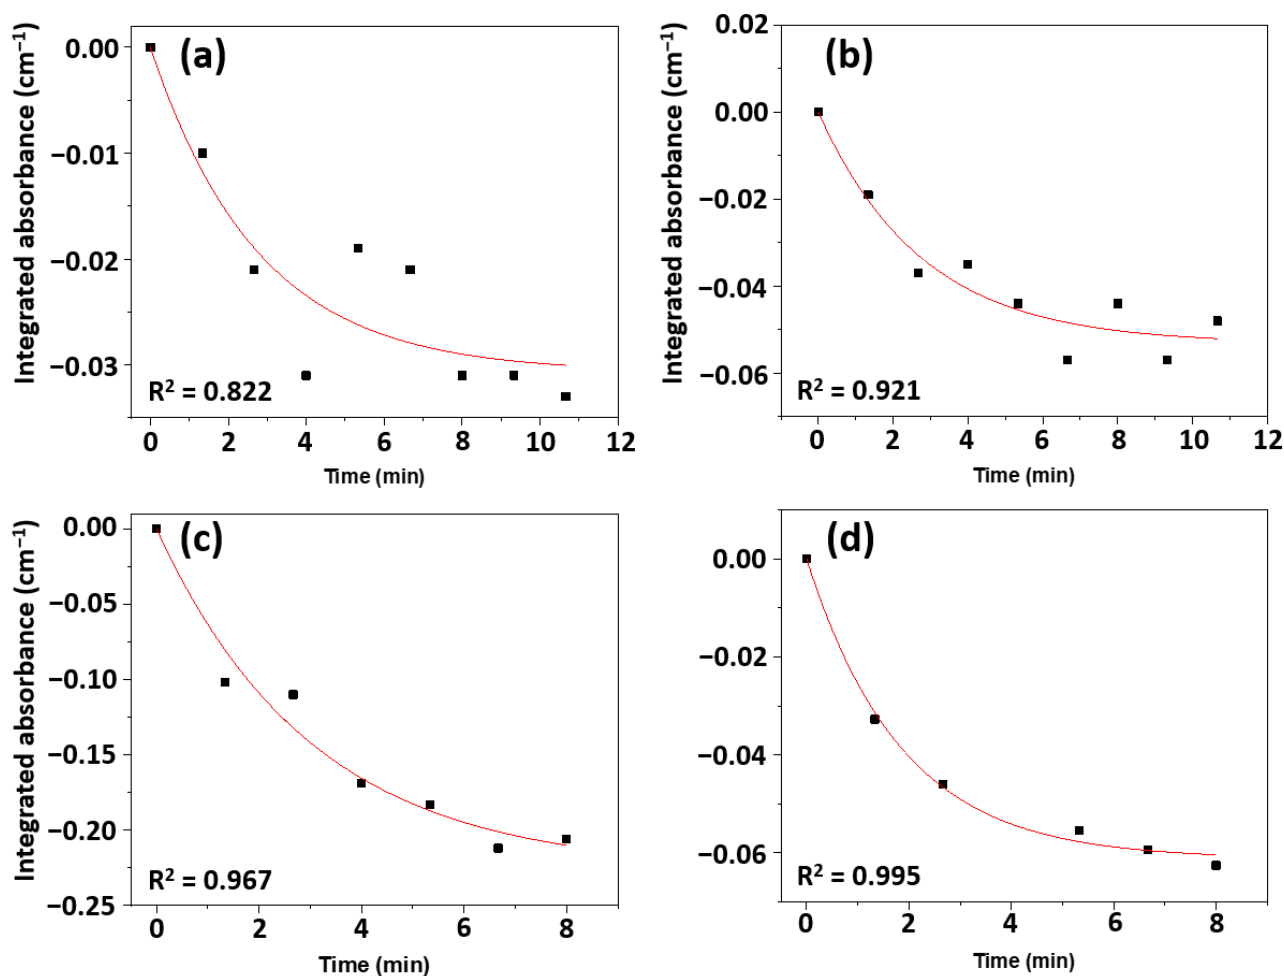 (a)
Integrated absorbance (cm⁻¹)
0.00
−0.01
−0.02
−0.03
R² = 0.822
0 2 4 6 8 10 12
Time (min)
(b)
Integrated absorbance (cm⁻¹)
0.02
0.00
−0.02
−0.04
−0.06
R² = 0.921
0 2 4 6 8 10 12
Time (min)
(c)
Integrated absorbance (cm⁻¹)
0.00
−0.05
−0.10
−0.15
−0.20
−0.25
R² = 0.967
0 2 4 6 8
Time (min)
(d)
0.00
−0.02
−0.04
−0.06
R² = 0.995
0 2 4 6 8
Time (min)